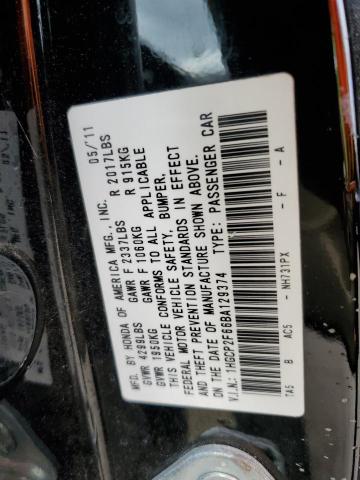 MFD. BY HONDA OF AMERICA MFG., INC. 05/11
GAWR F 2337LBS R 2017LBS
GVWR 4299LBS GAWR F 1060KG R 915KG
GVWR 1950KG
THIS VEHICLE CONFORMS TO ALL APPLICABLE
FEDERAL MOTOR VEHICLE SAFETY, BUMPER,
AND THEFT PREVENTION STANDARDS IN EFFECT
ON THE DATE OF MANUFACTURE SHOWN ABOVE.
V.I.N.: 1HGCP2F66BA129374 TYPE: PASSENGER CAR
TA5 B AC5 - NH731PX - F - A